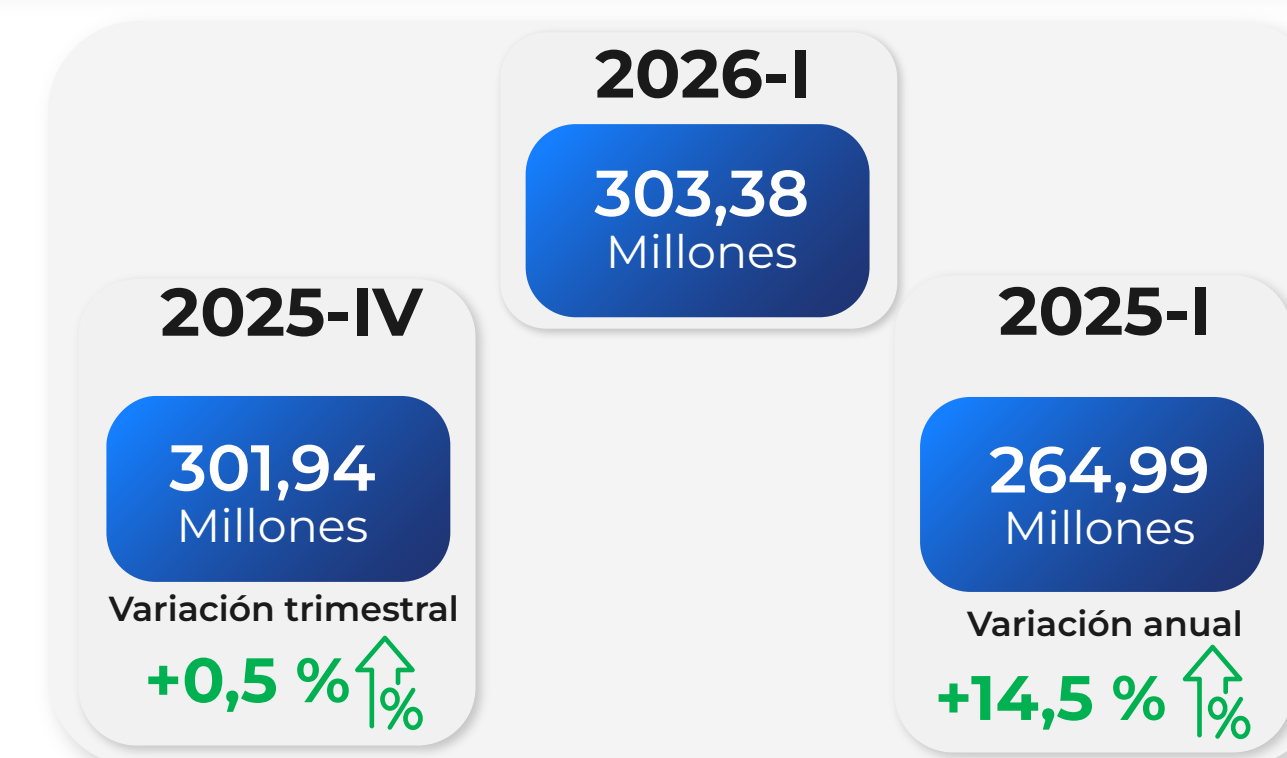 2026-I
303,38
Millones
2025-IV
301,94
Millones
Variación trimestral
+0,5 %
%
2025-I
264,99
Millones
Variación anual
+14,5 %
%